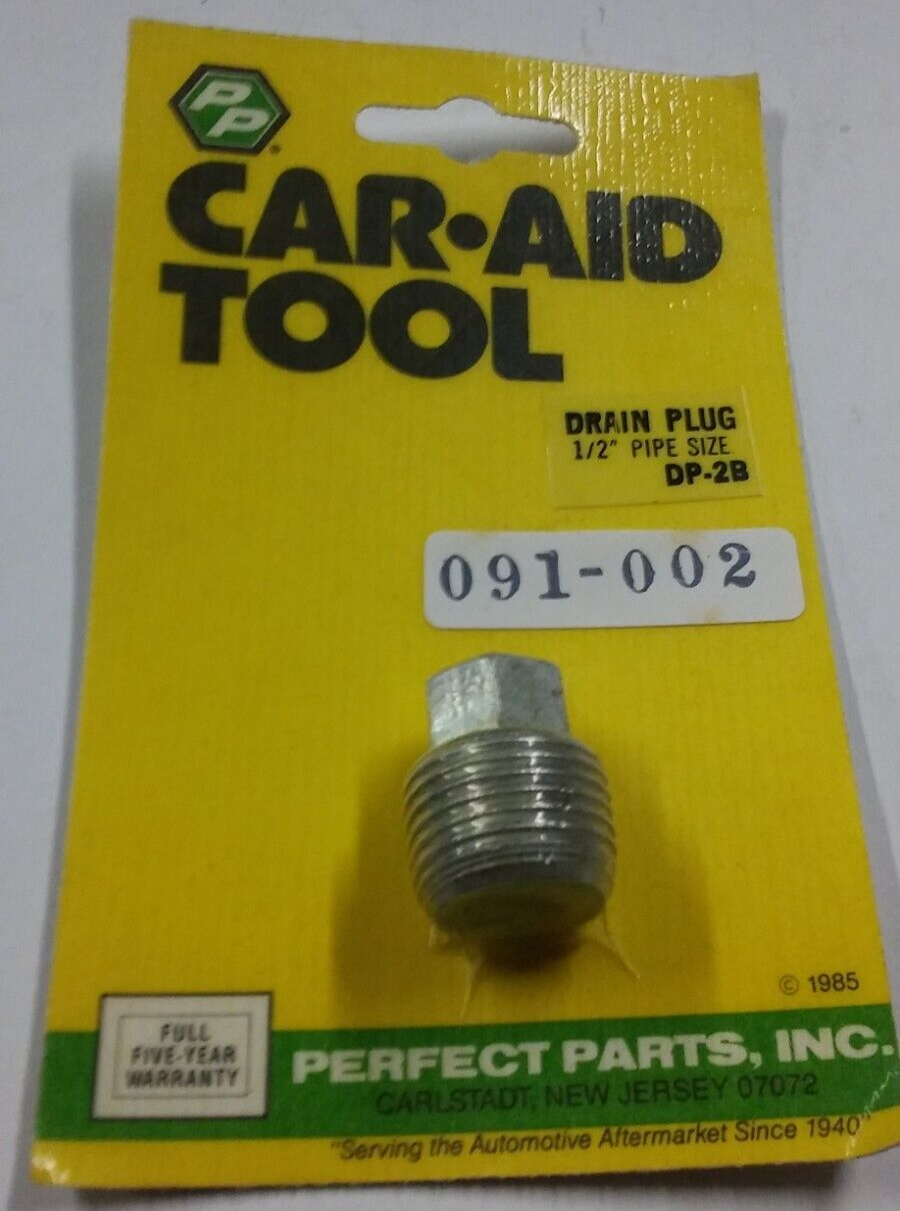 PP
CAR•AID
TOOL
DRAIN PLUG
1/2" PIPE SIZE
DP-2B
091-002
© 1985
FULL
FIVE-YEAR
WARRANTY
PERFECT PARTS, INC.
CARLSTADT, NEW JERSEY 07072
"Serving the Automotive Aftermarket Since 1940"